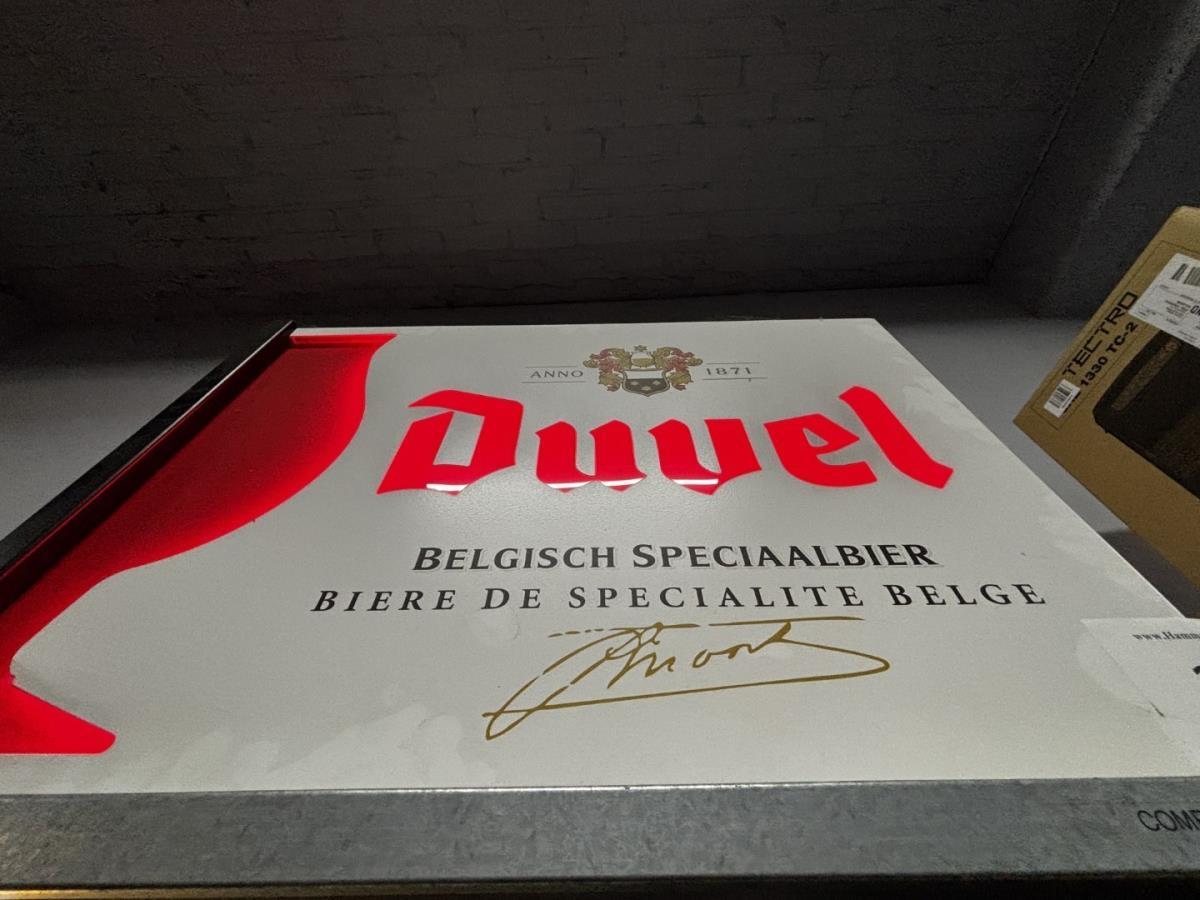 ANNO 1871
Duvel
BELGISCH SPECIAALBIER
BIERE DE SPECIALITE BELGE
TECTRO
1330 TC-2